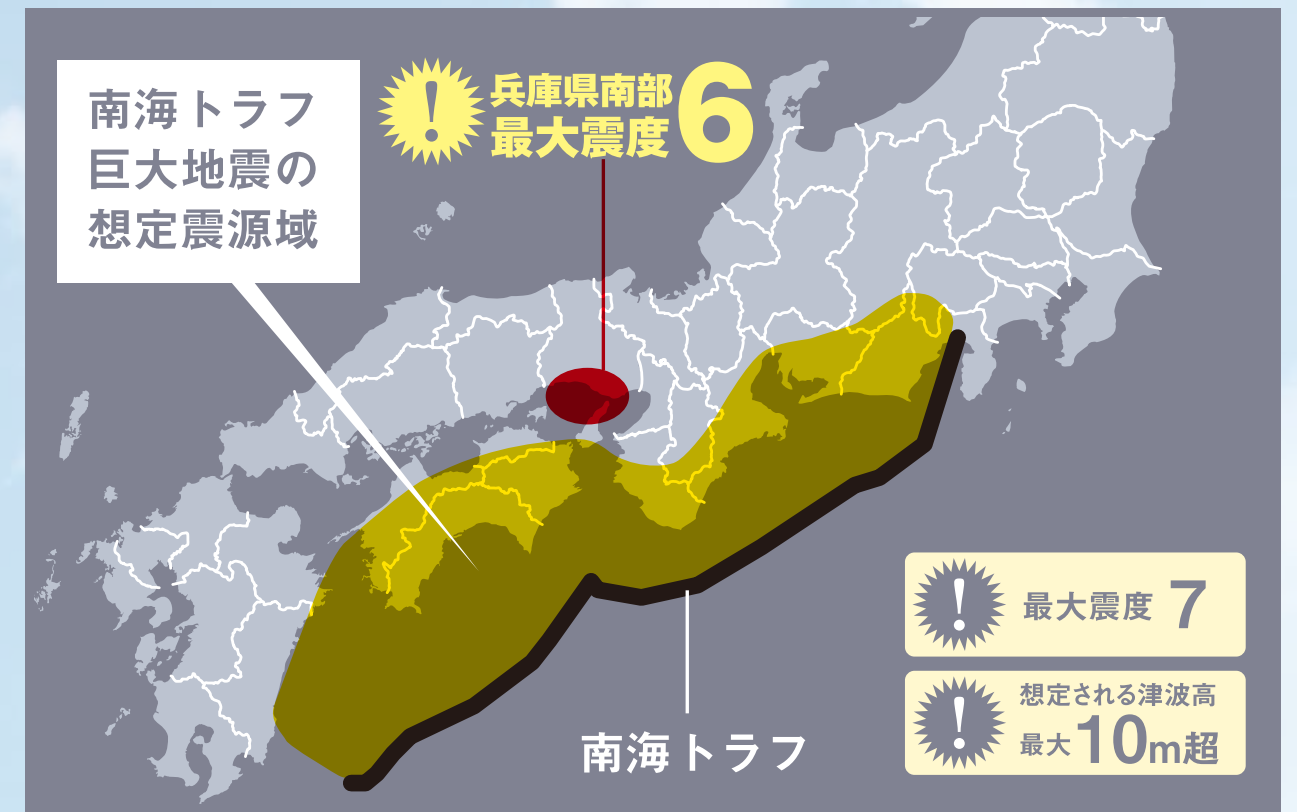 南海トラフ
巨大地震の
想定震源域
!
兵庫県南部
最大震度6
!
最大震度 7
!
想定される津波高
最大10m超
南海トラフ